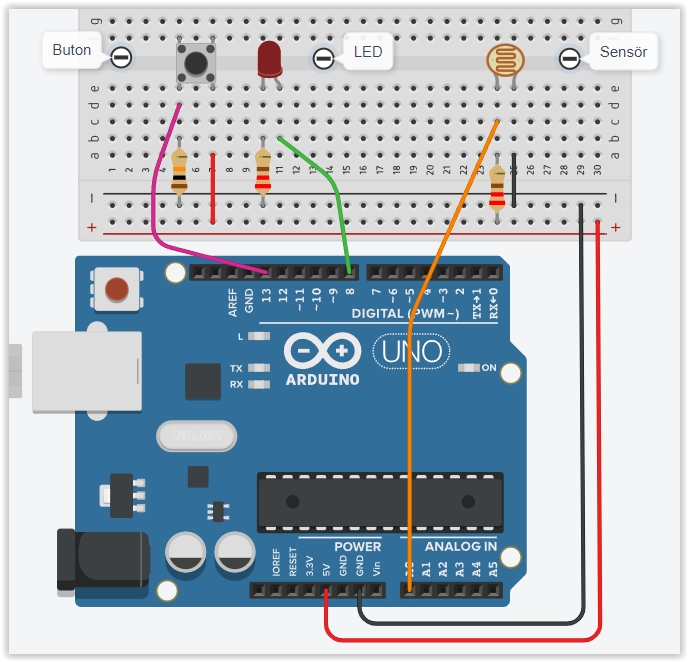 g g
Buton
LED
Sensör
e e
d d
c c
b b
a a
1 2 3 4 5 6 7 8 9 10 11 12 13 14 15 16 17 18 19 20 21 22 23 24 25 26 27 28 29 30
− −
+ +
AREF GND 13 12 ~11 ~10 ~9 8 7 ~6 ~5 4 ~3 2 TX→1 RX←0
DIGITAL (PWM ~)
L
TX
RX
ARDUINO
UNO
ON
POWER
ANALOG IN
IOREF RESET 3.3V 5V GND GND Vin A0 A1 A2 A3 A4 A5